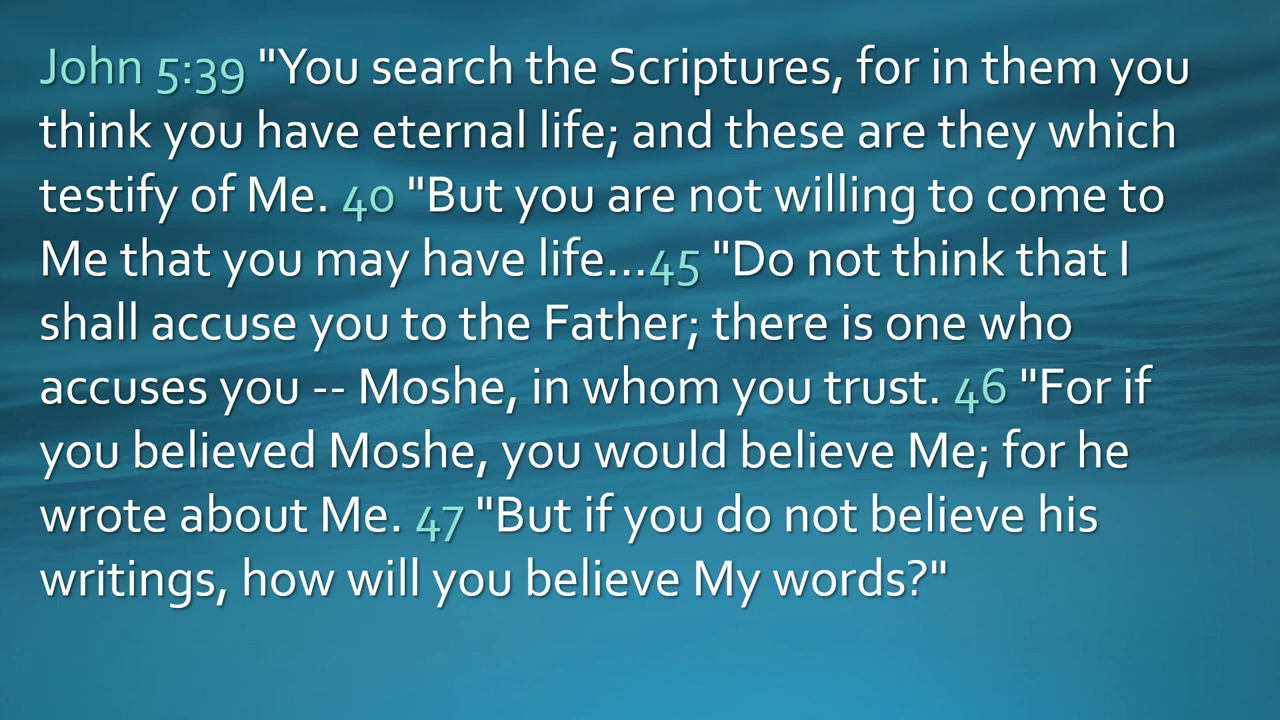 John 5:39 "You search the Scriptures, for in them you
think you have eternal life; and these are they which
testify of Me. 40 "But you are not willing to come to
Me that you may have life...45 "Do not think that I
shall accuse you to the Father; there is one who
accuses you -- Moshe, in whom you trust. 46 "For if
you believed Moshe, you would believe Me; for he
wrote about Me. 47 "But if you do not believe his
writings, how will you believe My words?"